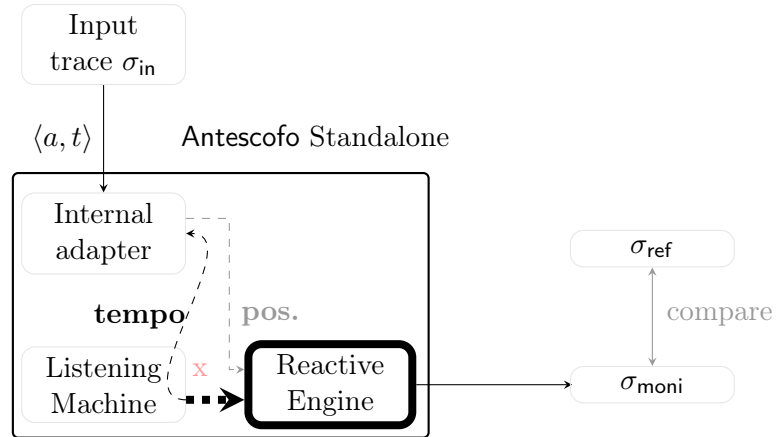 Input
trace σin
⟨a, t⟩
Antescofo Standalone
Internal
adapter
σref
tempo
pos.
compare
Listening
Machine
x
Reactive
Engine
σmoni